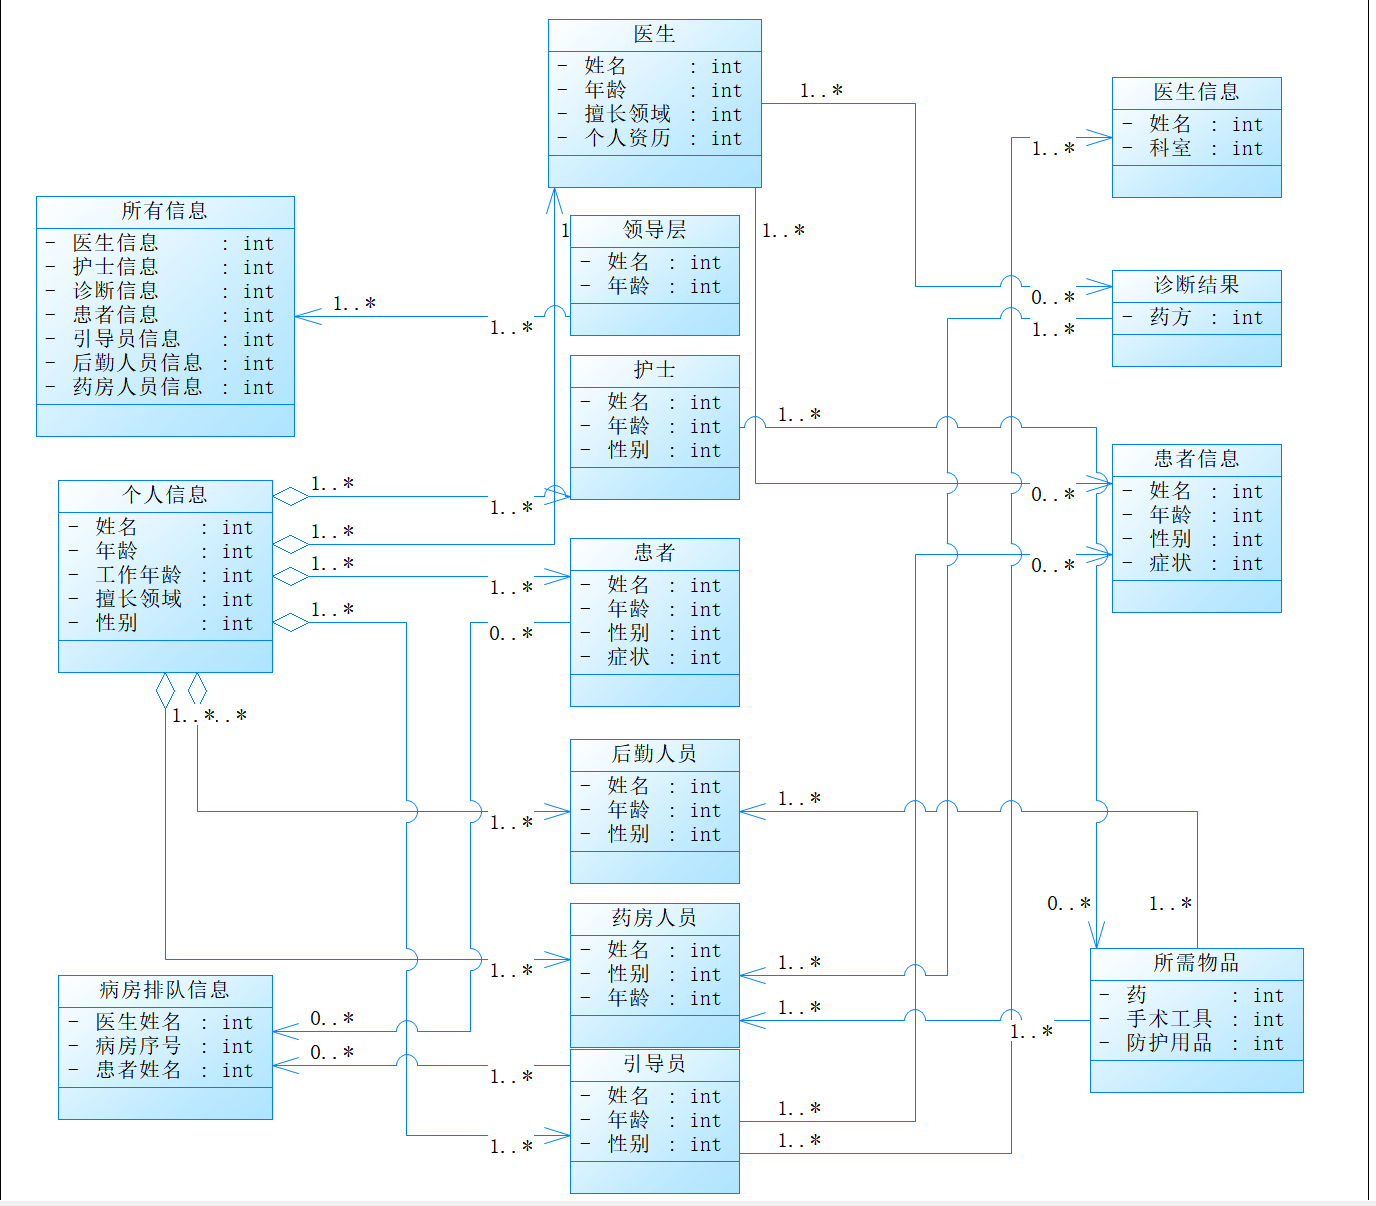 医生
- 姓名 : int
- 年龄 : int
- 擅长领域 : int
- 个人资历 : int
1..*
医生信息
- 姓名 : int
- 科室 : int
1..*
所有信息
- 医生信息 : int
- 护士信息 : int
- 诊断信息 : int
- 患者信息 : int
- 引导员信息 : int
- 后勤人员信息 : int
- 药房人员信息 : int
1
领导层
- 姓名 : int
- 年龄 : int
1..*
1..*
1..*
诊断结果
- 药方 : int
0..*
1..*
护士
- 姓名 : int
- 年龄 : int
- 性别 : int
1..*
患者信息
- 姓名 : int
- 年龄 : int
- 性别 : int
- 症状 : int
0..*
0..*
个人信息
- 姓名 : int
- 年龄 : int
- 工作年龄 : int
- 擅长领域 : int
- 性别 : int
1..*
1..*
1..*
1..*
1..*
1..*
0..*
患者
- 姓名 : int
- 年龄 : int
- 性别 : int
- 症状 : int
1..*..*
后勤人员
- 姓名 : int
- 年龄 : int
- 性别 : int
1..*
1..*
0..*
1..*
药房人员
- 姓名 : int
- 性别 : int
- 年龄 : int
1..*
1..*
1..*
1..*
所需物品
- 药 : int
- 手术工具 : int
- 防护用品 : int
病房排队信息
- 医生姓名 : int
- 病房序号 : int
- 患者姓名 : int
0..*
0..*
1..*
引导员
- 姓名 : int
- 年龄 : int
- 性别 : int
1..*
1..*
1..*